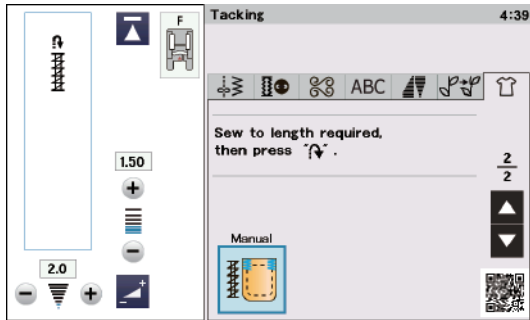 F
Tacking
4:39
ABC
Sew to length required,
then press "↷".
1.50
2
2
Manual
2.0